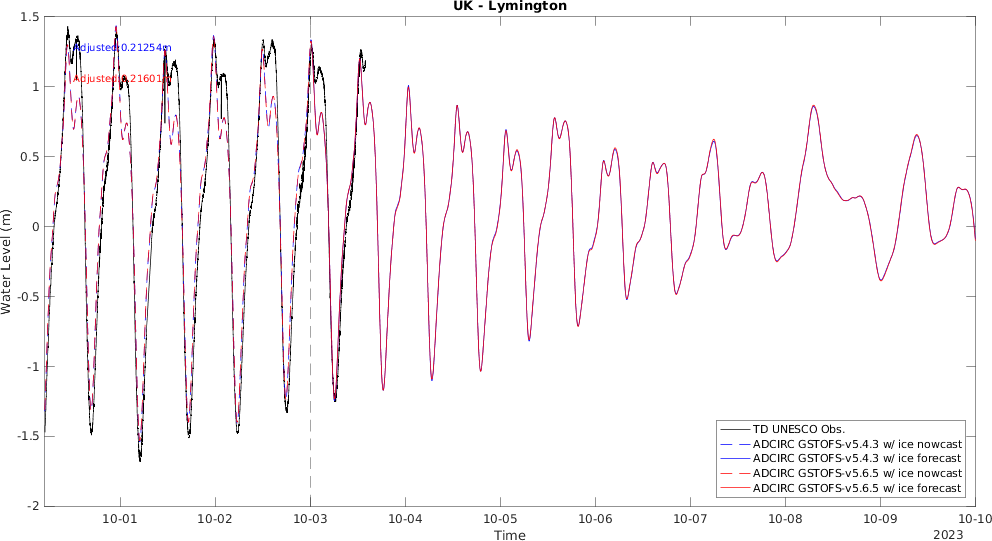 UK - Lymington
1.5
1
0.5
0
-0.5
-1
-1.5
-2
Water Level (m)
Adjusted:0.21254m
TD UNESCO Obs.
ADCIRC GSTOFS-v5.4.3 w/ ice nowcast
ADCIRC GSTOFS-v5.4.3 w/ ice forecast
ADCIRC GSTOFS-v5.6.5 w/ ice nowcast
ADCIRC GSTOFS-v5.6.5 w/ ice forecast
10-01 10-02 10-03 10-04 10-05 10-06 10-07 10-08 10-09 10-10
Time
2023